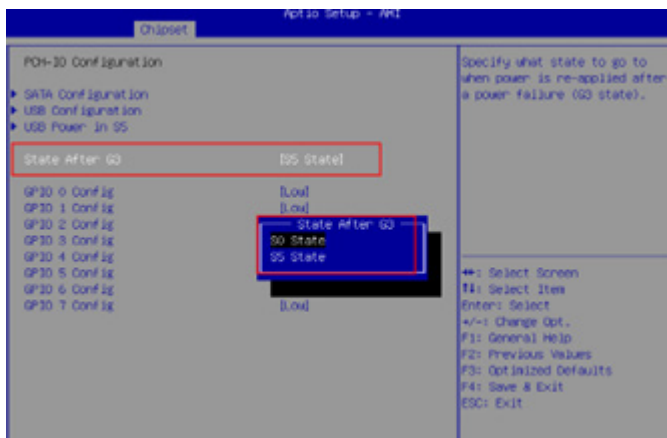 Aptio Setup - AMI
Chipset
PCH-IO Configuration
SATA Configuration
USB Configuration
USB Power in S5
State After G3 [S5 State]
GPIO 0 Config [Low]
GPIO 1 Config [Low]
GPIO 2 Config
GPIO 3 Config
GPIO 4 Config
GPIO 5 Config
GPIO 6 Config
GPIO 7 Config [Low]
State After G3
S0 State
S5 State
Specify what state to go to
when power is re-applied after
a power failure (G3 state).
↔: Select Screen
↑↓: Select Item
Enter: Select
+/-: Change Opt.
F1: General Help
F2: Previous Values
F3: Optimized Defaults
F4: Save & Exit
ESC: Exit